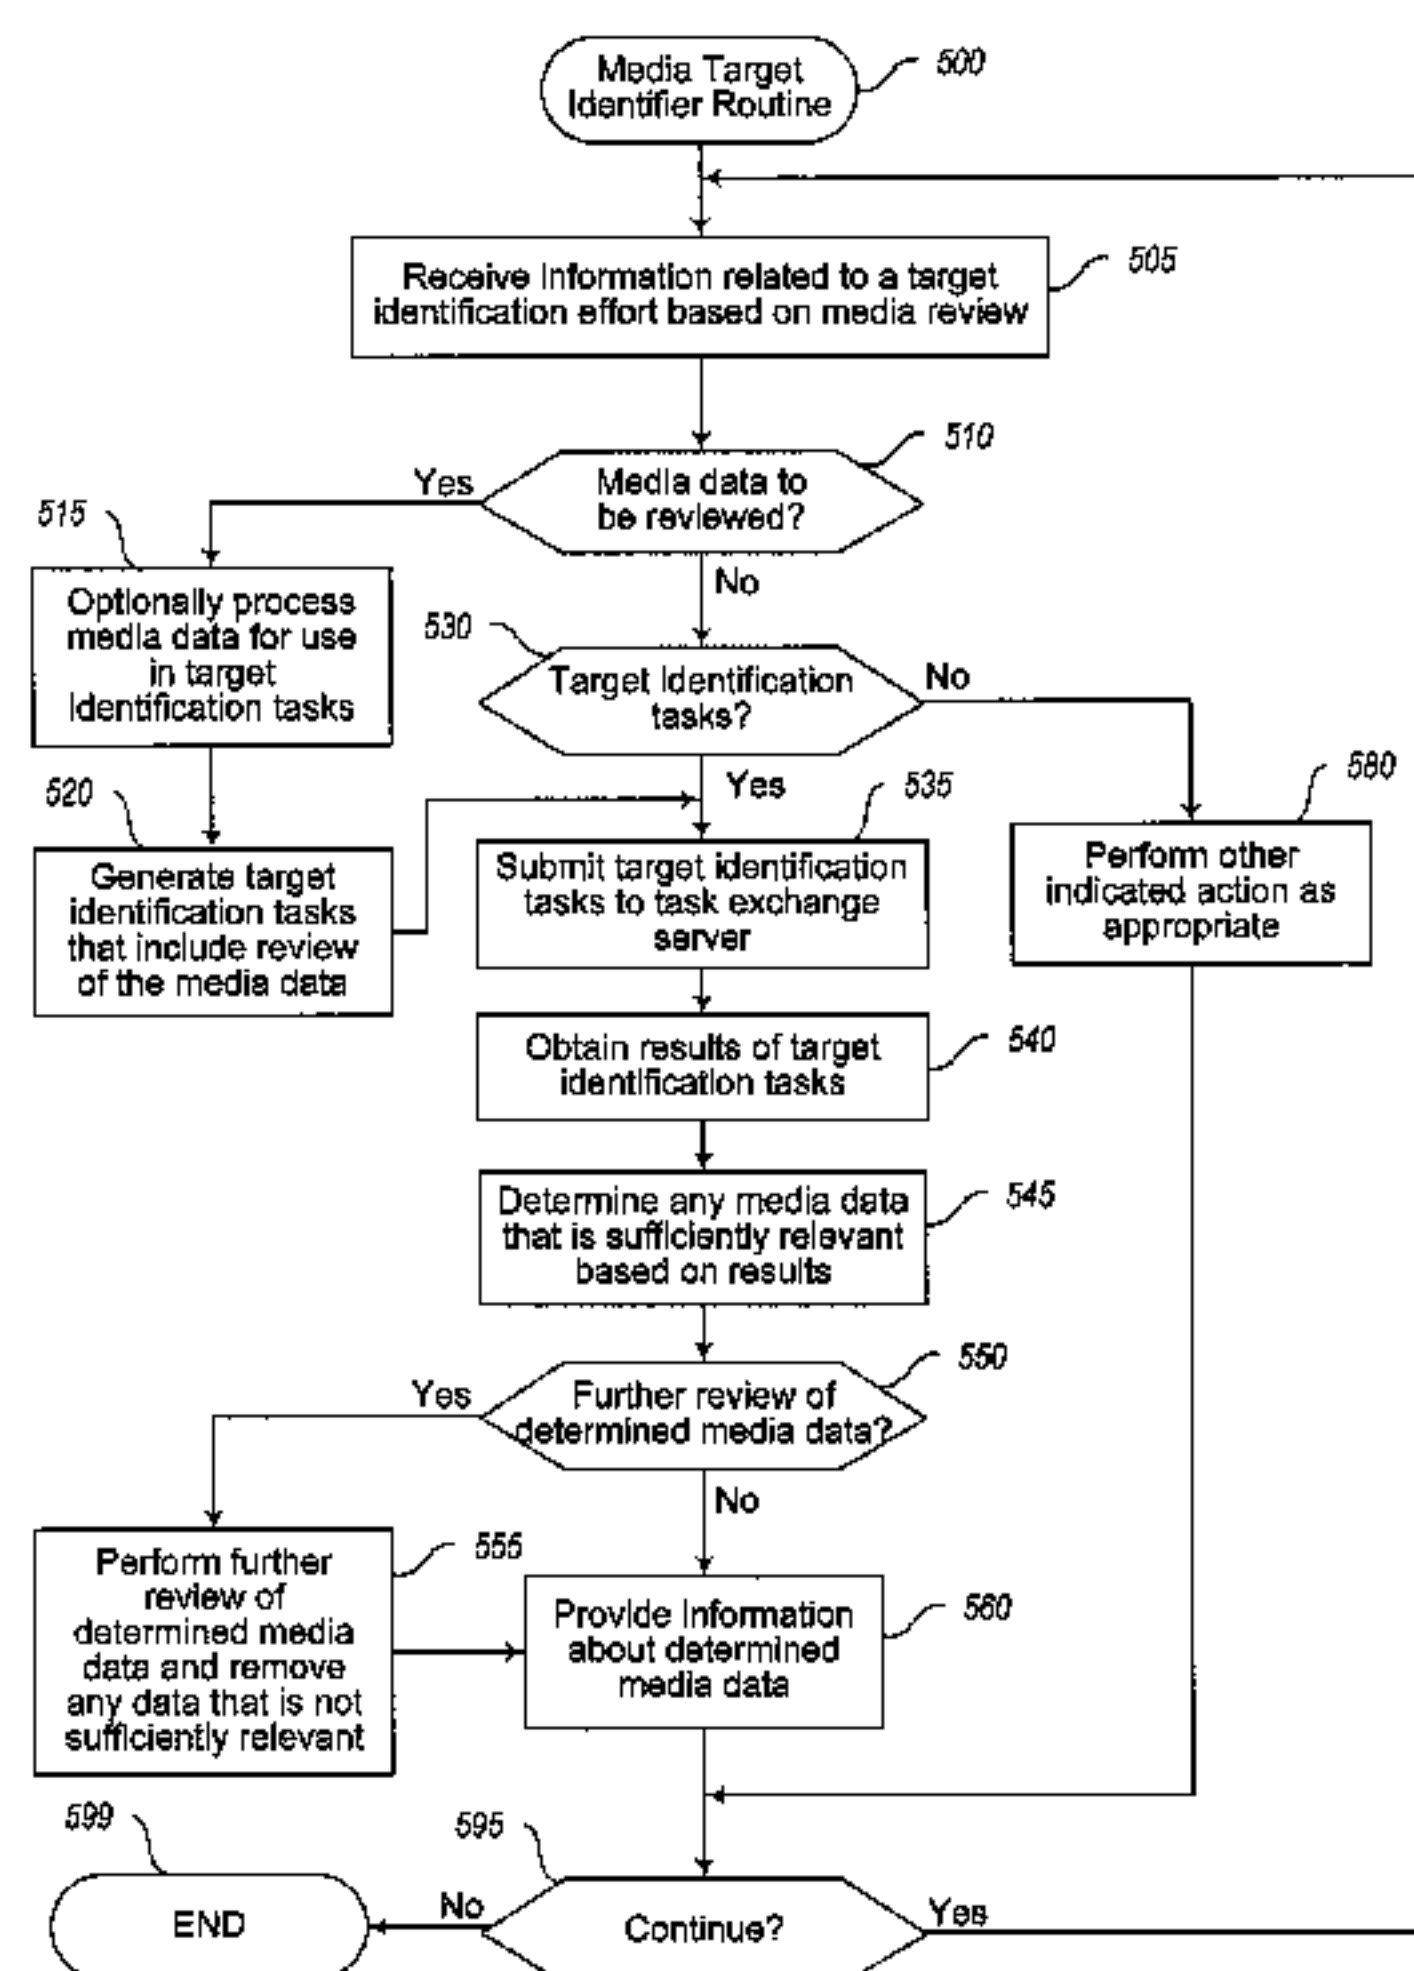 Media Target
Identifier Routine
500
Receive Information related to a target
identification effort based on media review
505
Media data to
be reviewed?
510
Yes
No
515
Optionally process
media data for use
in target
identification tasks
530
Target Identification
tasks?
No
Yes
520
Generate target
identification tasks
that include review
of the media data
535
Submit target identification
tasks to task exchange
server
580
Perform other
indicated action as
appropriate
540
Obtain results of target
identification tasks
545
Determine any media data
that is sufficiently relevant
based on results
550
Further review of
determined media data?
Yes
No
555
Perform further
review of
determined media
data and remove
any data that is not
sufficiently relevant
560
Provide Information
about determined
media data
599
END
595
Continue?
No
Yes